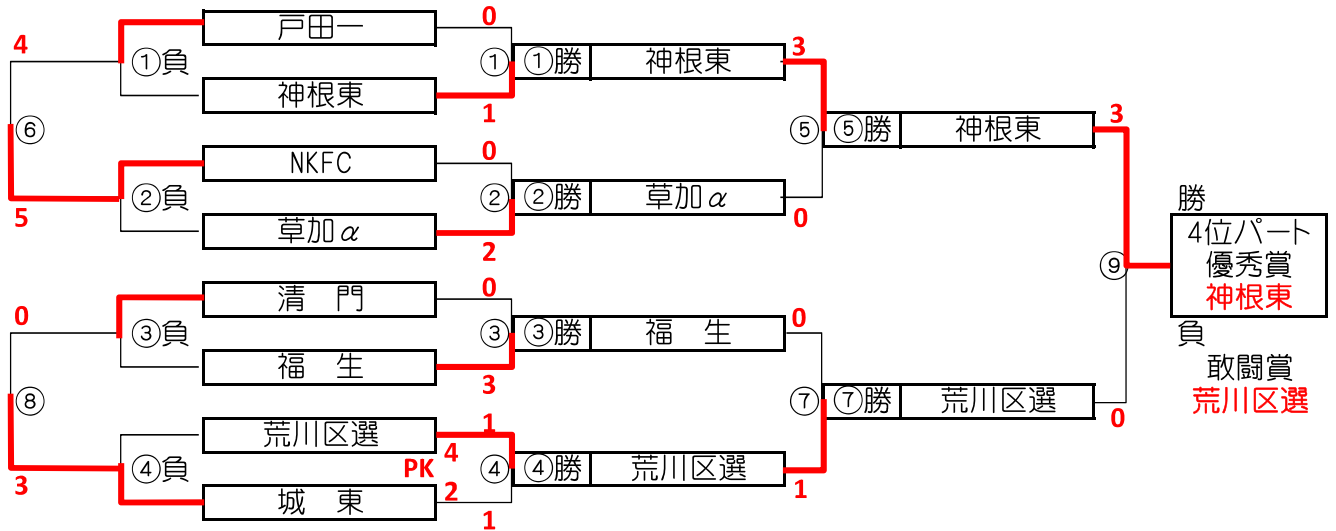 4
①負
戸田一
0
①
①勝
神根東
3
神根東
1
⑥
⑤
⑤勝
神根東
3
5
②負
NKFC
0
②
②勝
草加α
0
草加α
2
⑨
勝
4位パート
優秀賞
神根東
負
敢闘賞
荒川区選
0
③負
清　門
0
③
③勝
福　生
0
福　生
3
⑧
⑦
⑦勝
荒川区選
0
3
④負
荒川区選
1
4
PK
④
④勝
荒川区選
1
城　東
2
1